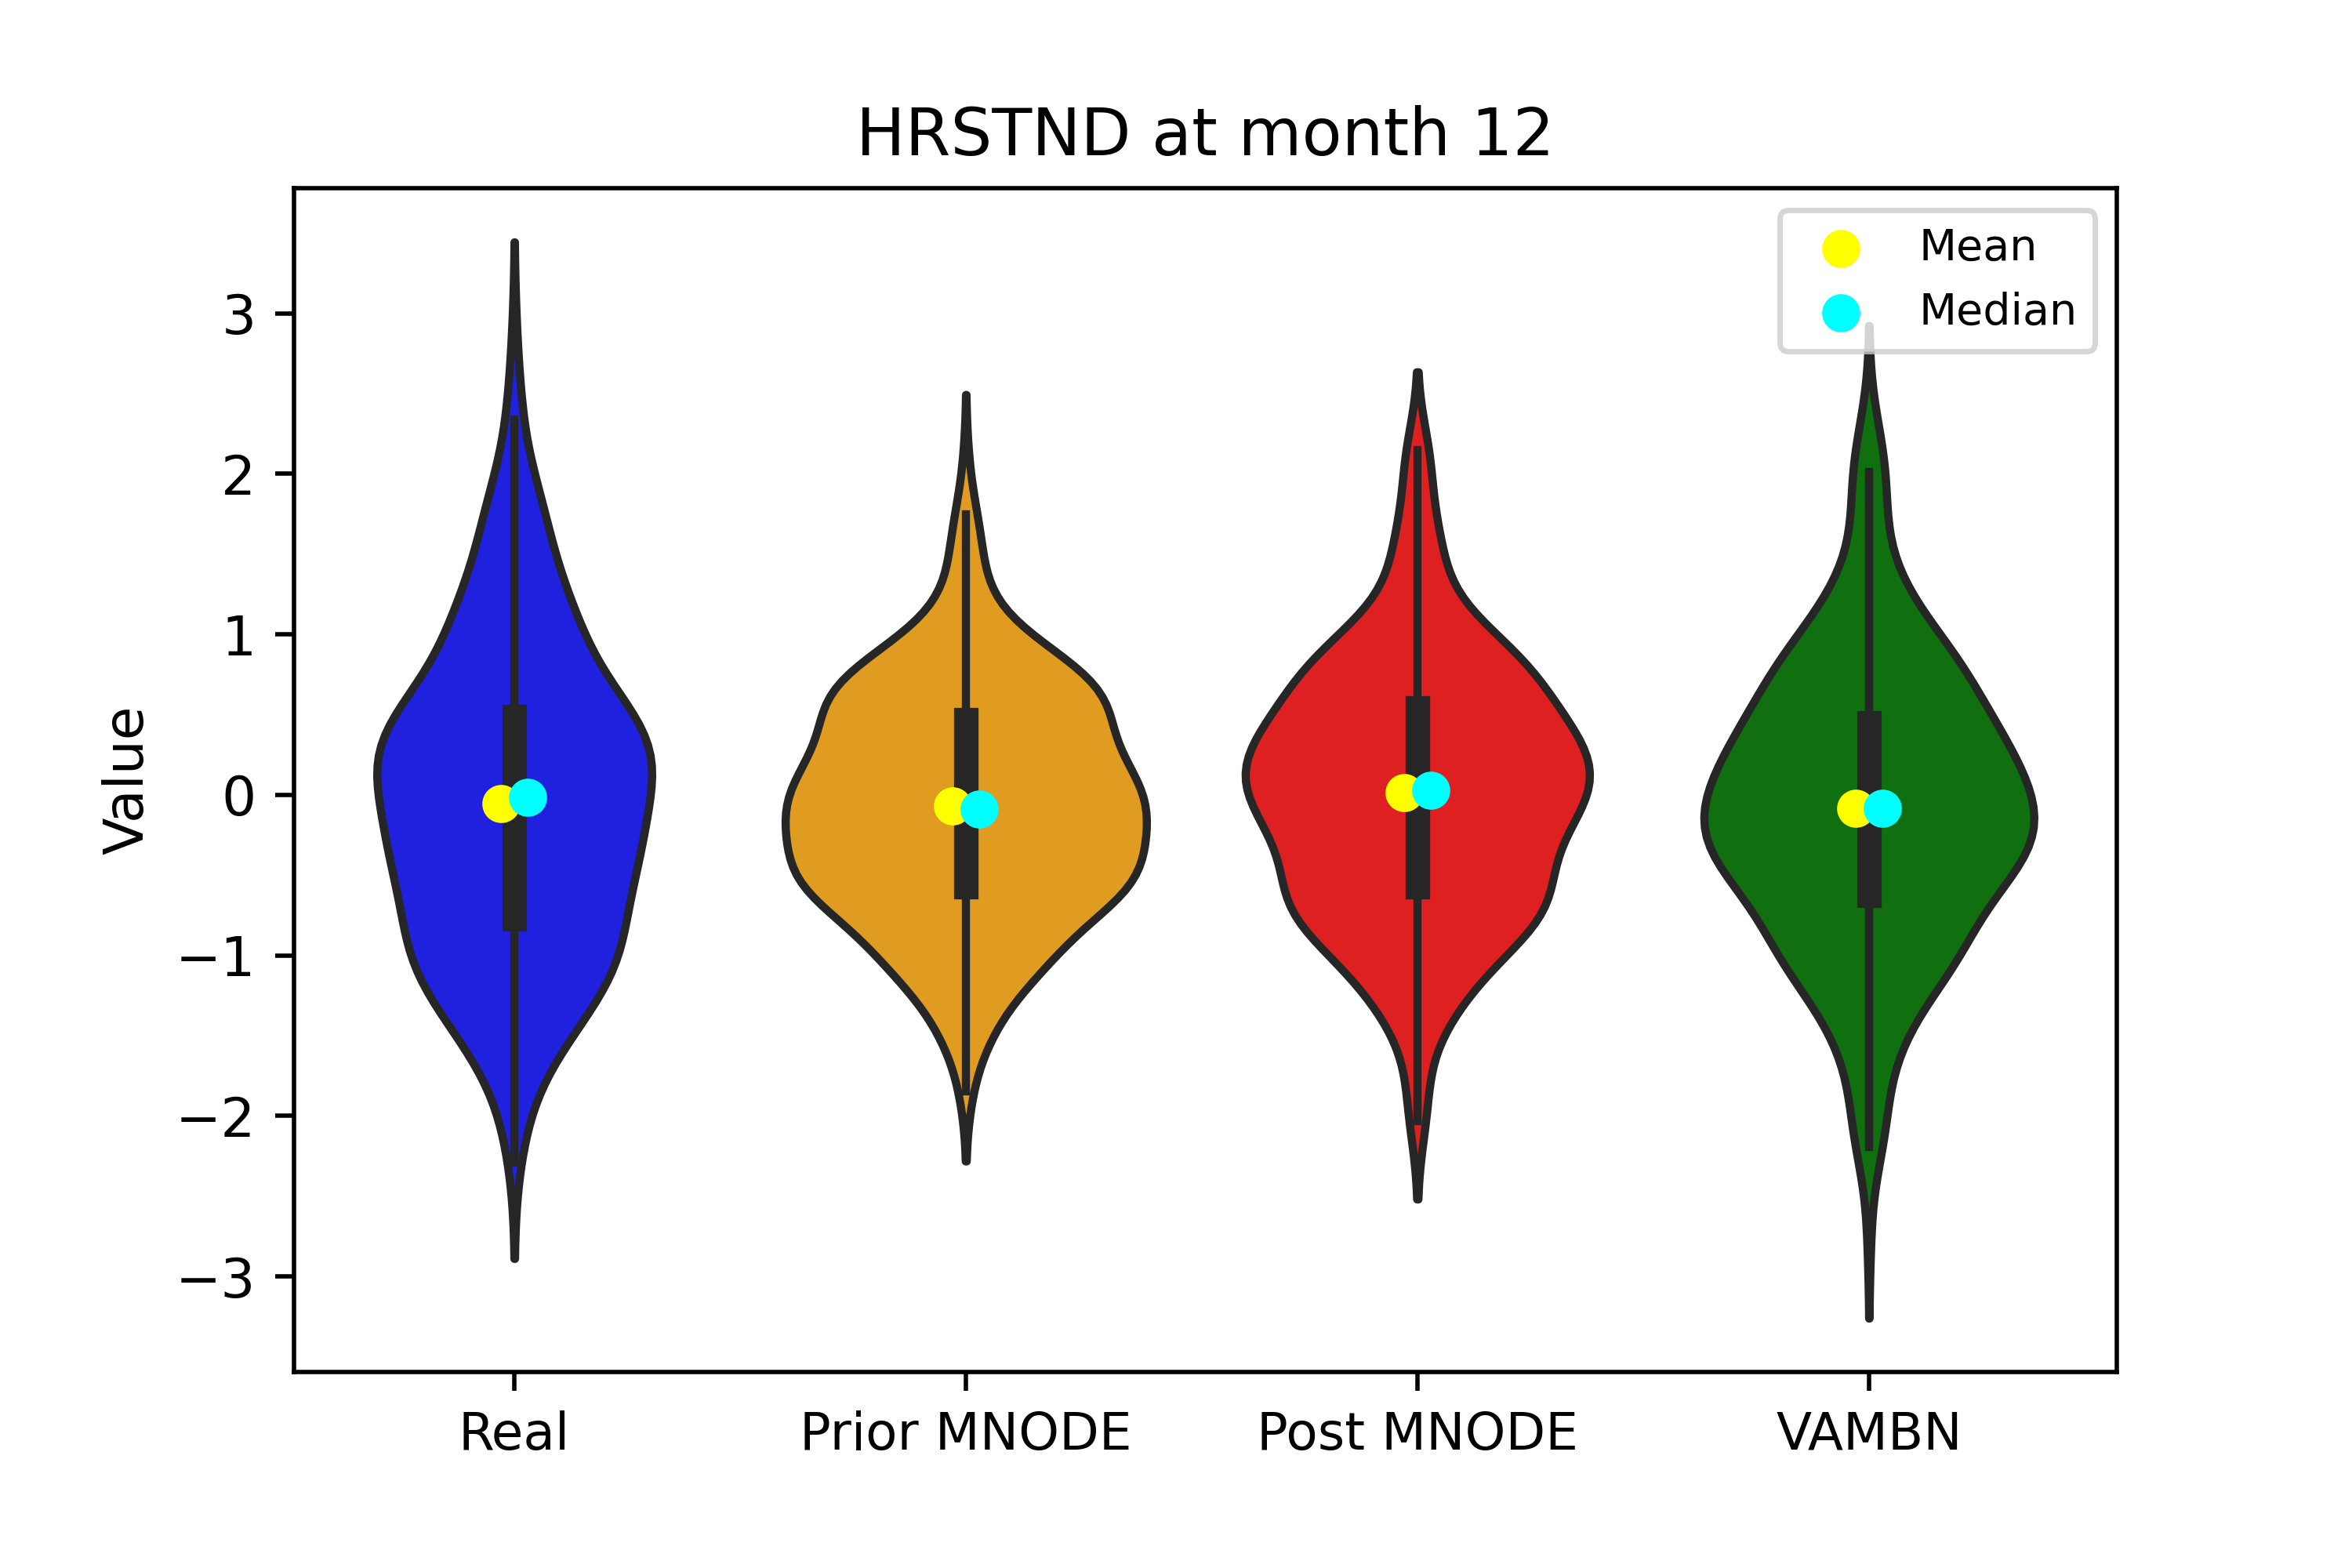 HRSTND at month 12
Mean
Median
3
2
1
0
−1
−2
−3
Value
Real
Prior MNODE
Post MNODE
VAMBN